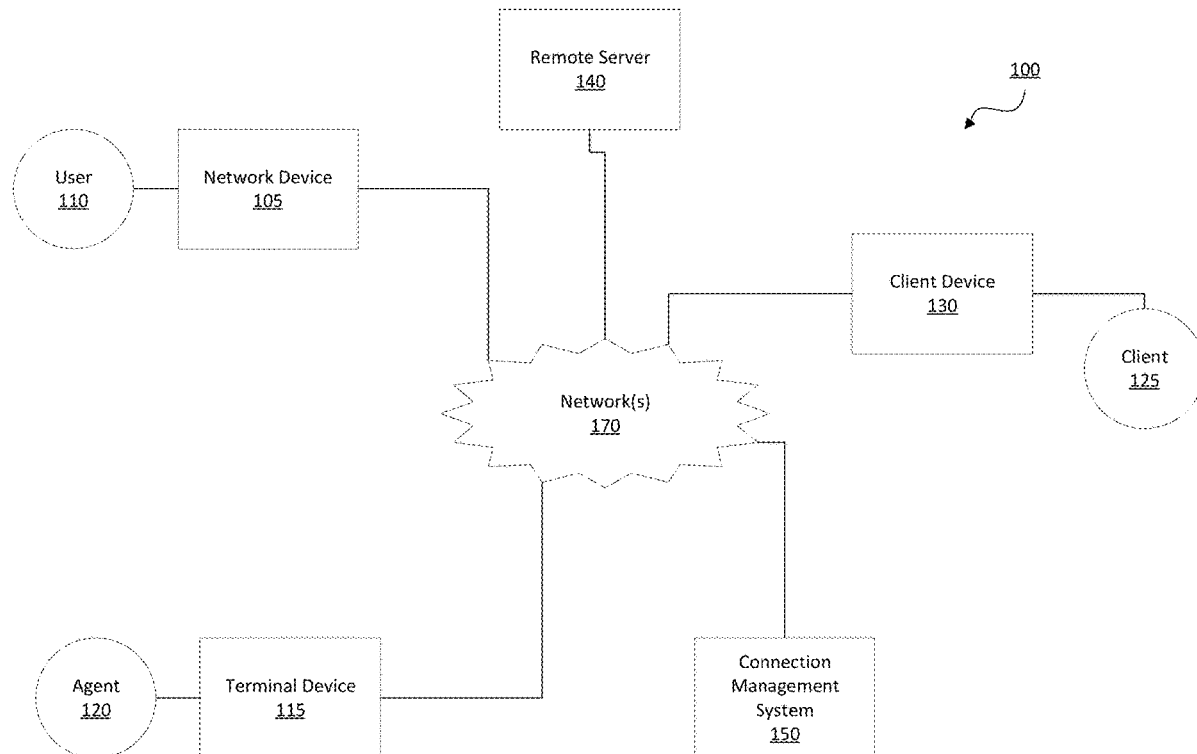 Remote Server
140
100
User
110
Network Device
105
Client Device
130
Client
125
Network(s)
170
Agent
120
Terminal Device
115
Connection
Management
System
150